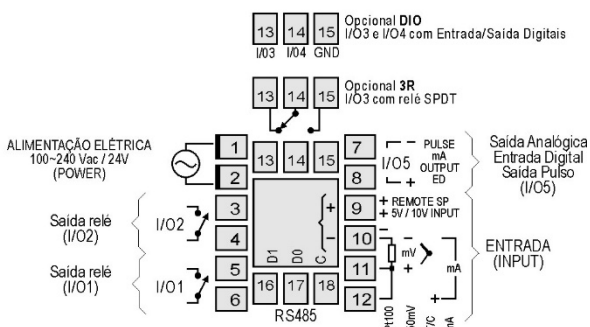 13 14 15
Opcional DIO
I/O3 e I/O4 com Entrada/Saída Digitais
I/03 I/04 GND
13 14 15
Opcional 3R
I/O3 com relé SPDT
ALIMENTAÇÃO ELÉTRICA
100~240 Vac / 24V
(POWER)
1
2
13 14 15
7
8
I/O5
PULSE
mA
OUTPUT
ED
+
Saída Analógica
Entrada Digital
Saída Pulso
(I/O5)
Saída relé
(I/O2)
I/O2
3
4
+
−
9
10
+ REMOTE SP
+ 5V / 10V INPUT
−
Saída relé
(I/O1)
I/O1
5
6
D1 D0 C
16 17 18
RS485
11
12
mV
+
+
mA
Pt100
T/C
ENTRADA
(INPUT)